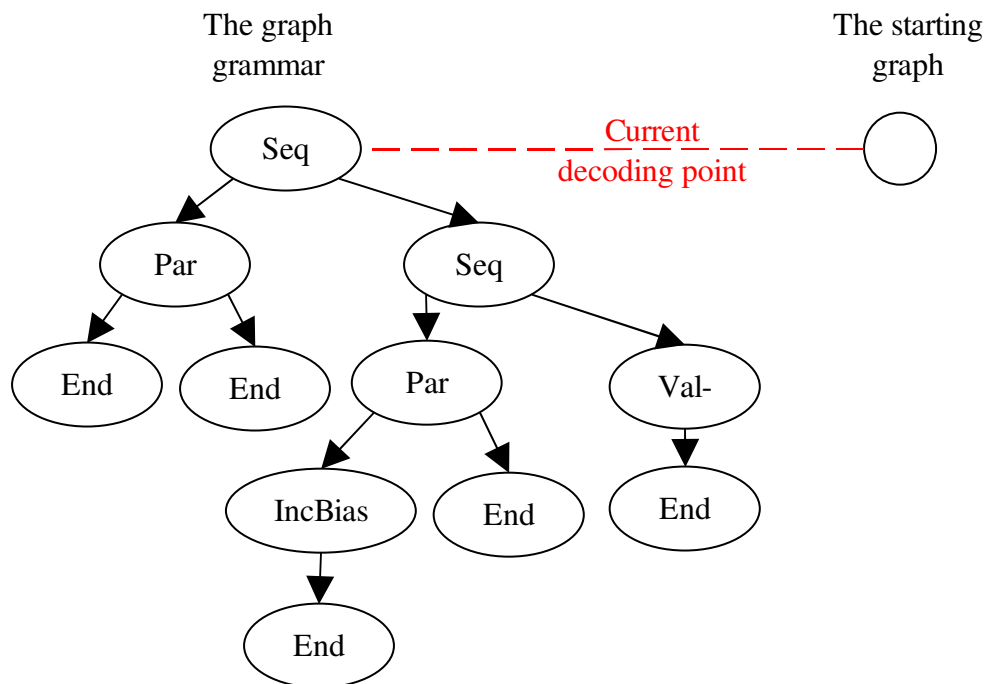 The graph
grammar
The starting
graph
Seq
Current
decoding point
Par
Seq
End
End
Par
Val-
IncBias
End
End
End